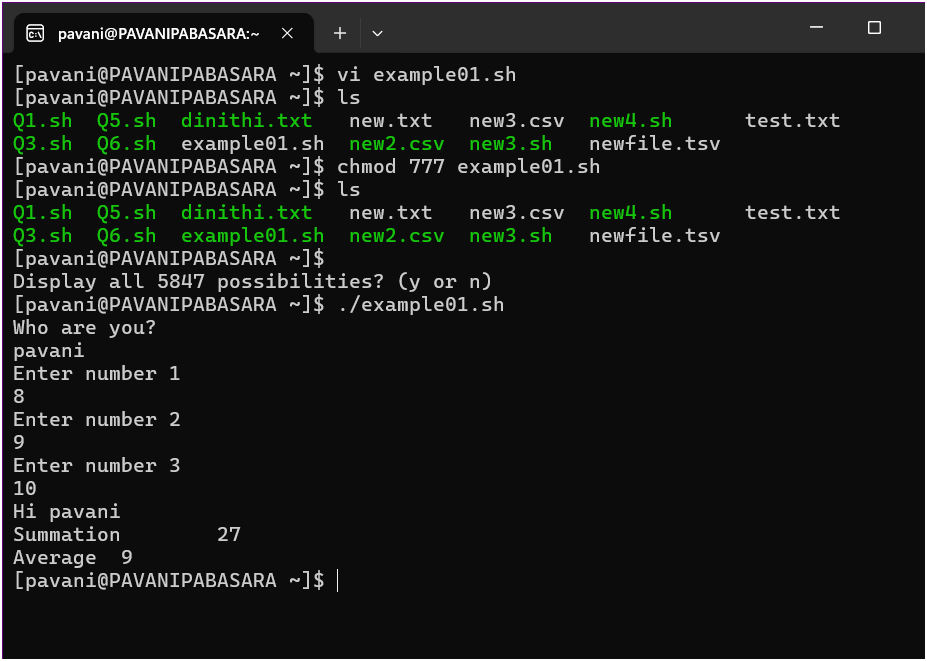 pavani@PAVANIPABASARA:~
[pavani@PAVANIPABASARA ~]$ vi example01.sh
[pavani@PAVANIPABASARA ~]$ ls
Q1.sh  Q5.sh  dinithi.txt   new.txt   new3.csv  new4.sh      test.txt
Q3.sh  Q6.sh  example01.sh  new2.csv  new3.sh   newfile.tsv
[pavani@PAVANIPABASARA ~]$ chmod 777 example01.sh
[pavani@PAVANIPABASARA ~]$ ls
Q1.sh  Q5.sh  dinithi.txt   new.txt   new3.csv  new4.sh      test.txt
Q3.sh  Q6.sh  example01.sh  new2.csv  new3.sh   newfile.tsv
[pavani@PAVANIPABASARA ~]$
Display all 5847 possibilities? (y or n)
[pavani@PAVANIPABASARA ~]$ ./example01.sh
Who are you?
pavani
Enter number 1
8
Enter number 2
9
Enter number 3
10
Hi pavani
Summation        27
Average  9
[pavani@PAVANIPABASARA ~]$